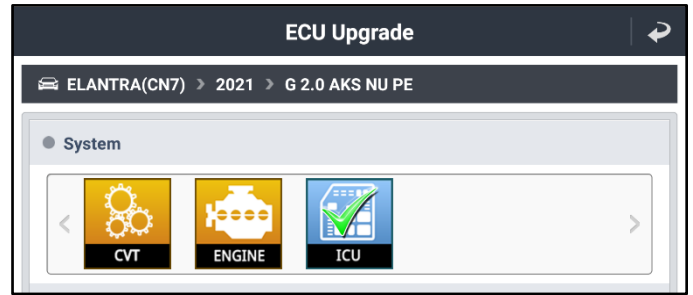 ECU Upgrade
ELANTRA(CN7) > 2021 > G 2.0 AKS NU PE
System
CVT ENGINE ICU